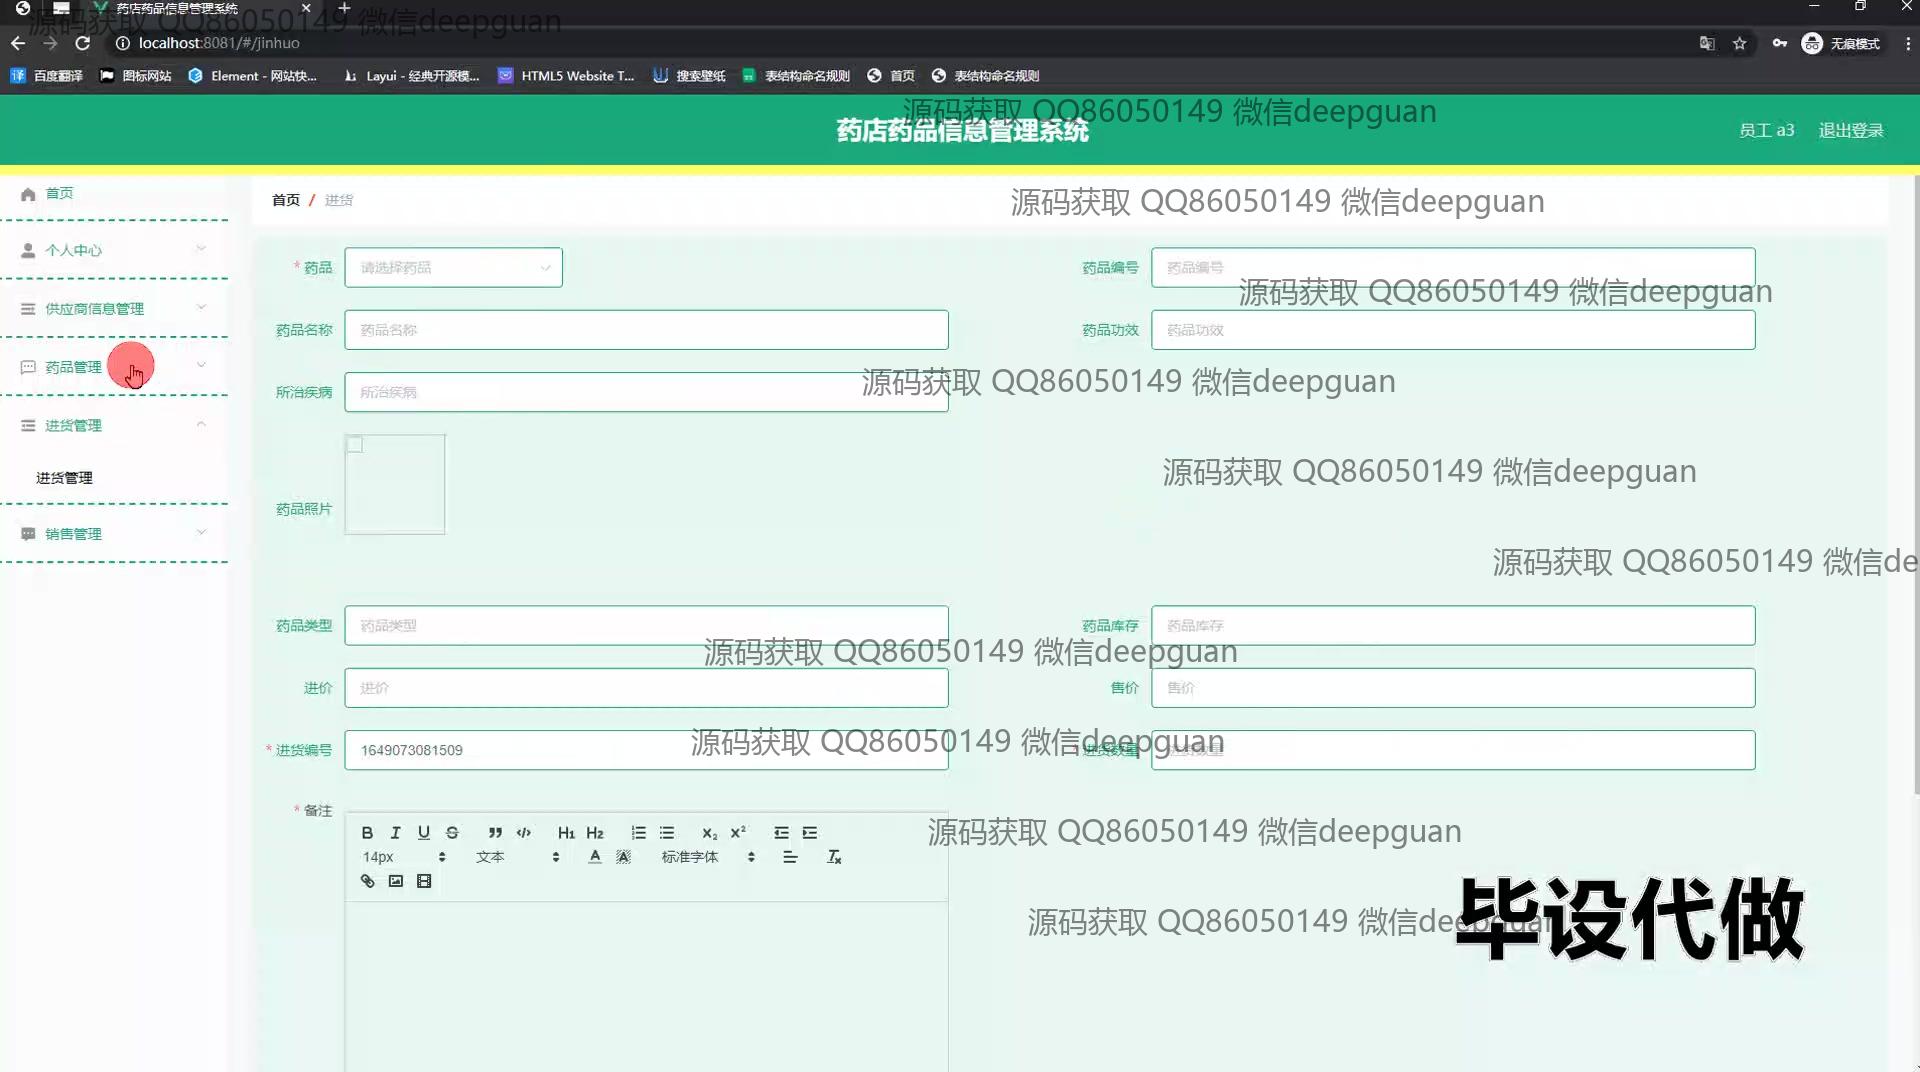 药店药品信息管理系统
源码获取 QQ86050149 微信deepguan
localhost:8081/#/jinhuo
无痕模式
百度翻译 图标网站 Element - 网站快... Layui - 经典开源模... HTML5 Website T... 搜索壁纸 表结构命名规则 首页 表结构命名规则
源码获取 QQ86050149 微信deepguan
药店药品信息管理系统
员工 a3 退出登录
首页
首页 / 进货
源码获取 QQ86050149 微信deepguan
个人中心
* 药品 请选择药品
药品编号 药品编号
源码获取 QQ86050149 微信deepguan
供应商信息管理
药品名称 药品名称
药品功效 药品功效
药品管理
源码获取 QQ86050149 微信deepguan
所治疾病 所治疾病
进货管理
进货管理
源码获取 QQ86050149 微信deepguan
药品照片
销售管理
源码获取 QQ86050149 微信de
药品类型 药品类型
药品库存 药品库存
源码获取 QQ86050149 微信deepguan
进价 进价
售价 售价
* 进货编号 1649073081509
源码获取 QQ86050149 微信deepguan
* 进货数量 进货数量
* 备注
B I U S H1 H2 X2 X2
14px 文本 A A 标准字体 Tx
源码获取 QQ86050149 微信deepguan
源码获取 QQ86050149 微信deepguan
毕设代做